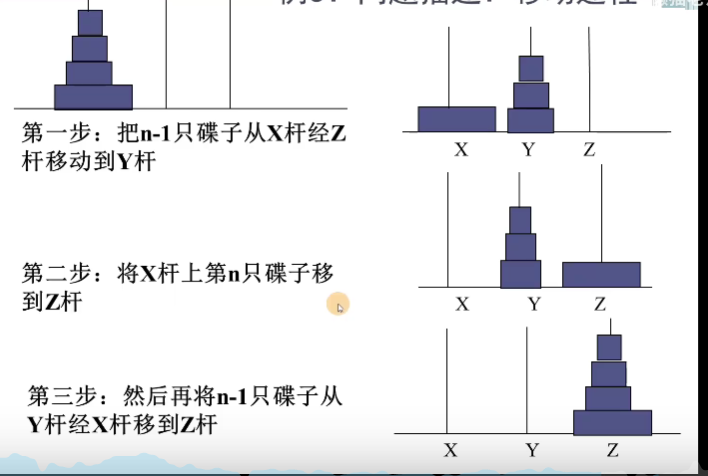 第一步：把n-1只碟子从X杆经Z
杆移动到Y杆
X Y Z
第二步：将X杆上第n只碟子移
到Z杆
X Y Z
第三步：然后再将n-1只碟子从
Y杆经X杆移到Z杆
X Y Z